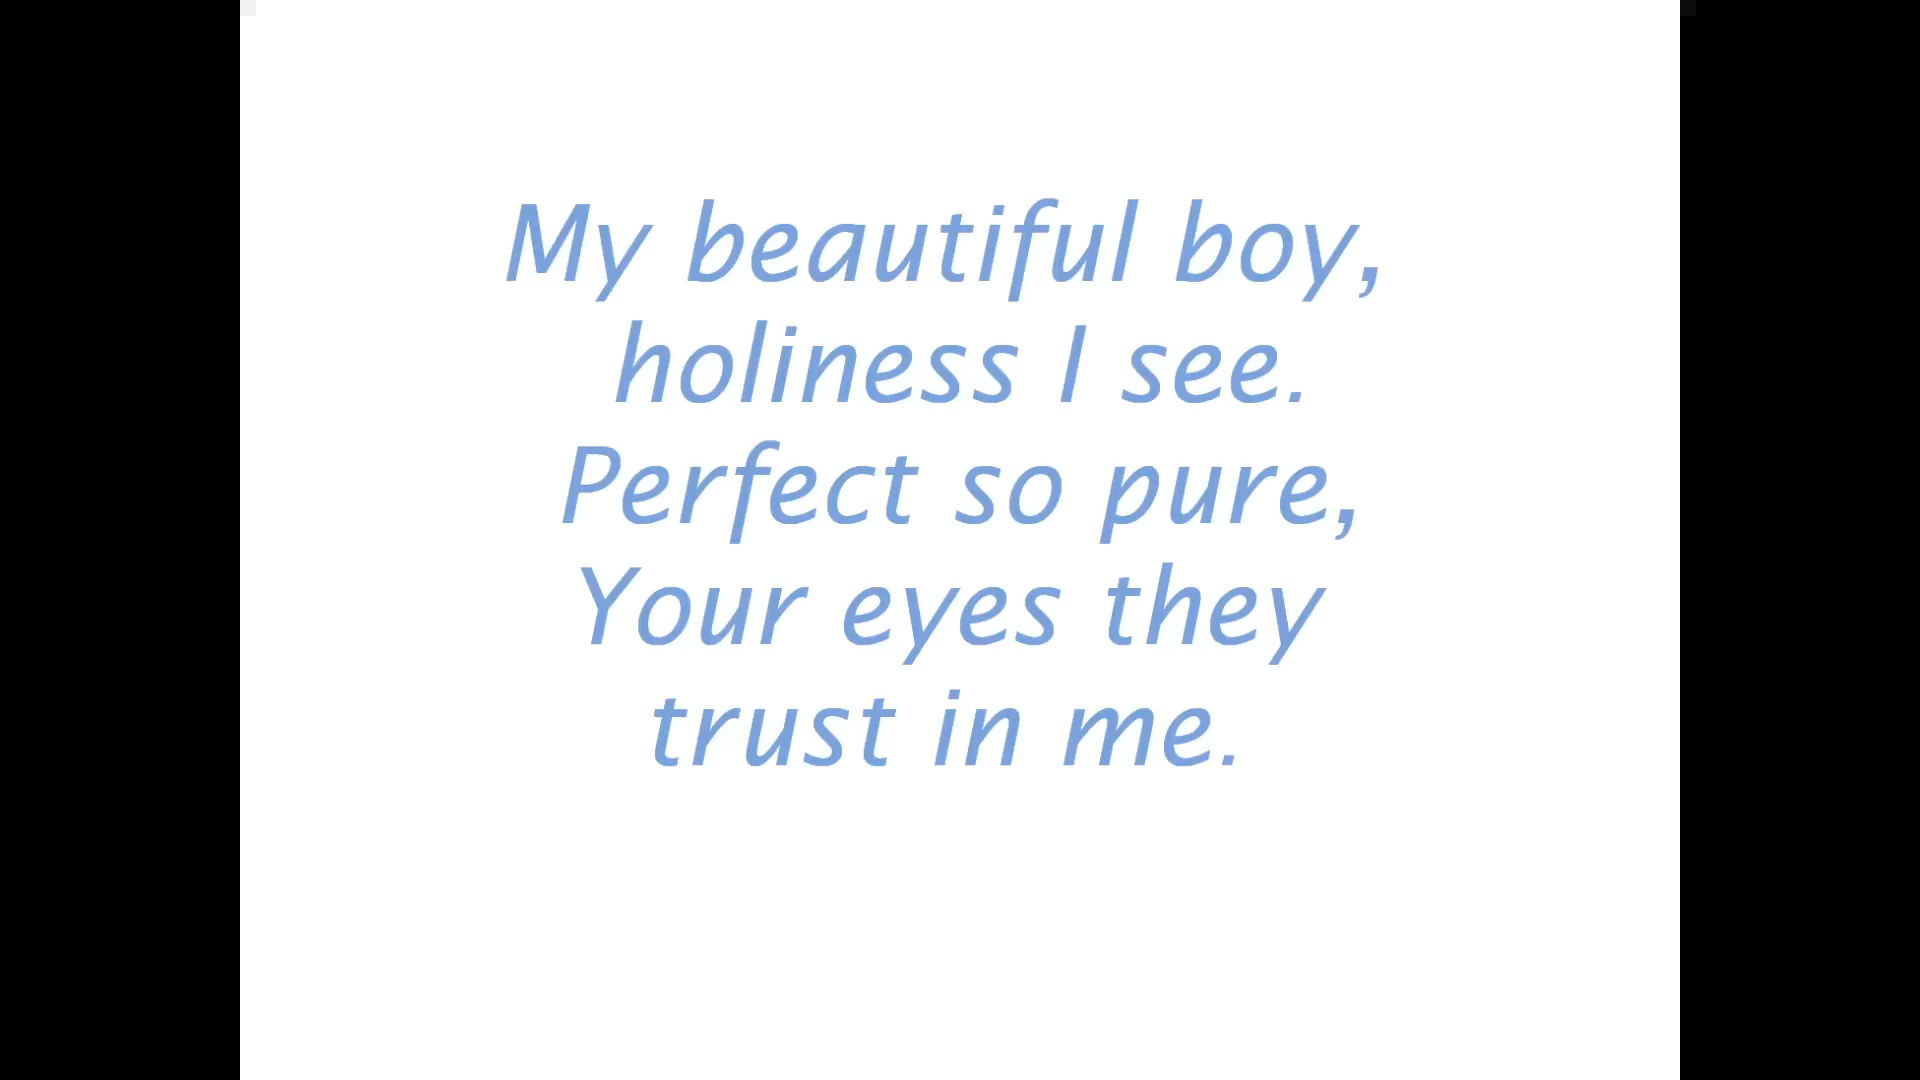 My beautiful boy,
holiness I see.
Perfect so pure,
Your eyes they
trust in me.